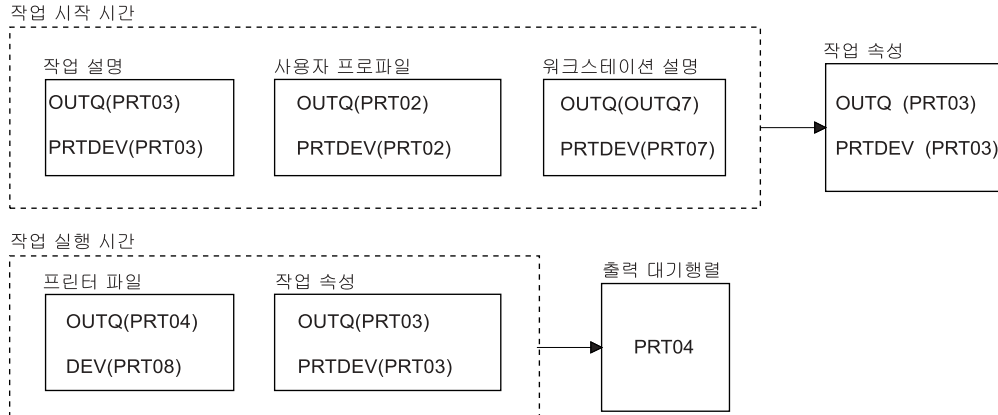 작업 시작 시간
작업 설명
OUTQ(PRT03)
PRTDEV(PRT03)
사용자 프로파일
OUTQ(PRT02)
PRTDEV(PRT02)
워크스테이션 설명
OUTQ(OUTQ7)
PRTDEV(PRT07)
작업 속성
OUTQ (PRT03)
PRTDEV (PRT03)
작업 실행 시간
프린터 파일
OUTQ(PRT04)
DEV(PRT08)
작업 속성
OUTQ(PRT03)
PRTDEV(PRT03)
출력 대기행렬
PRT04